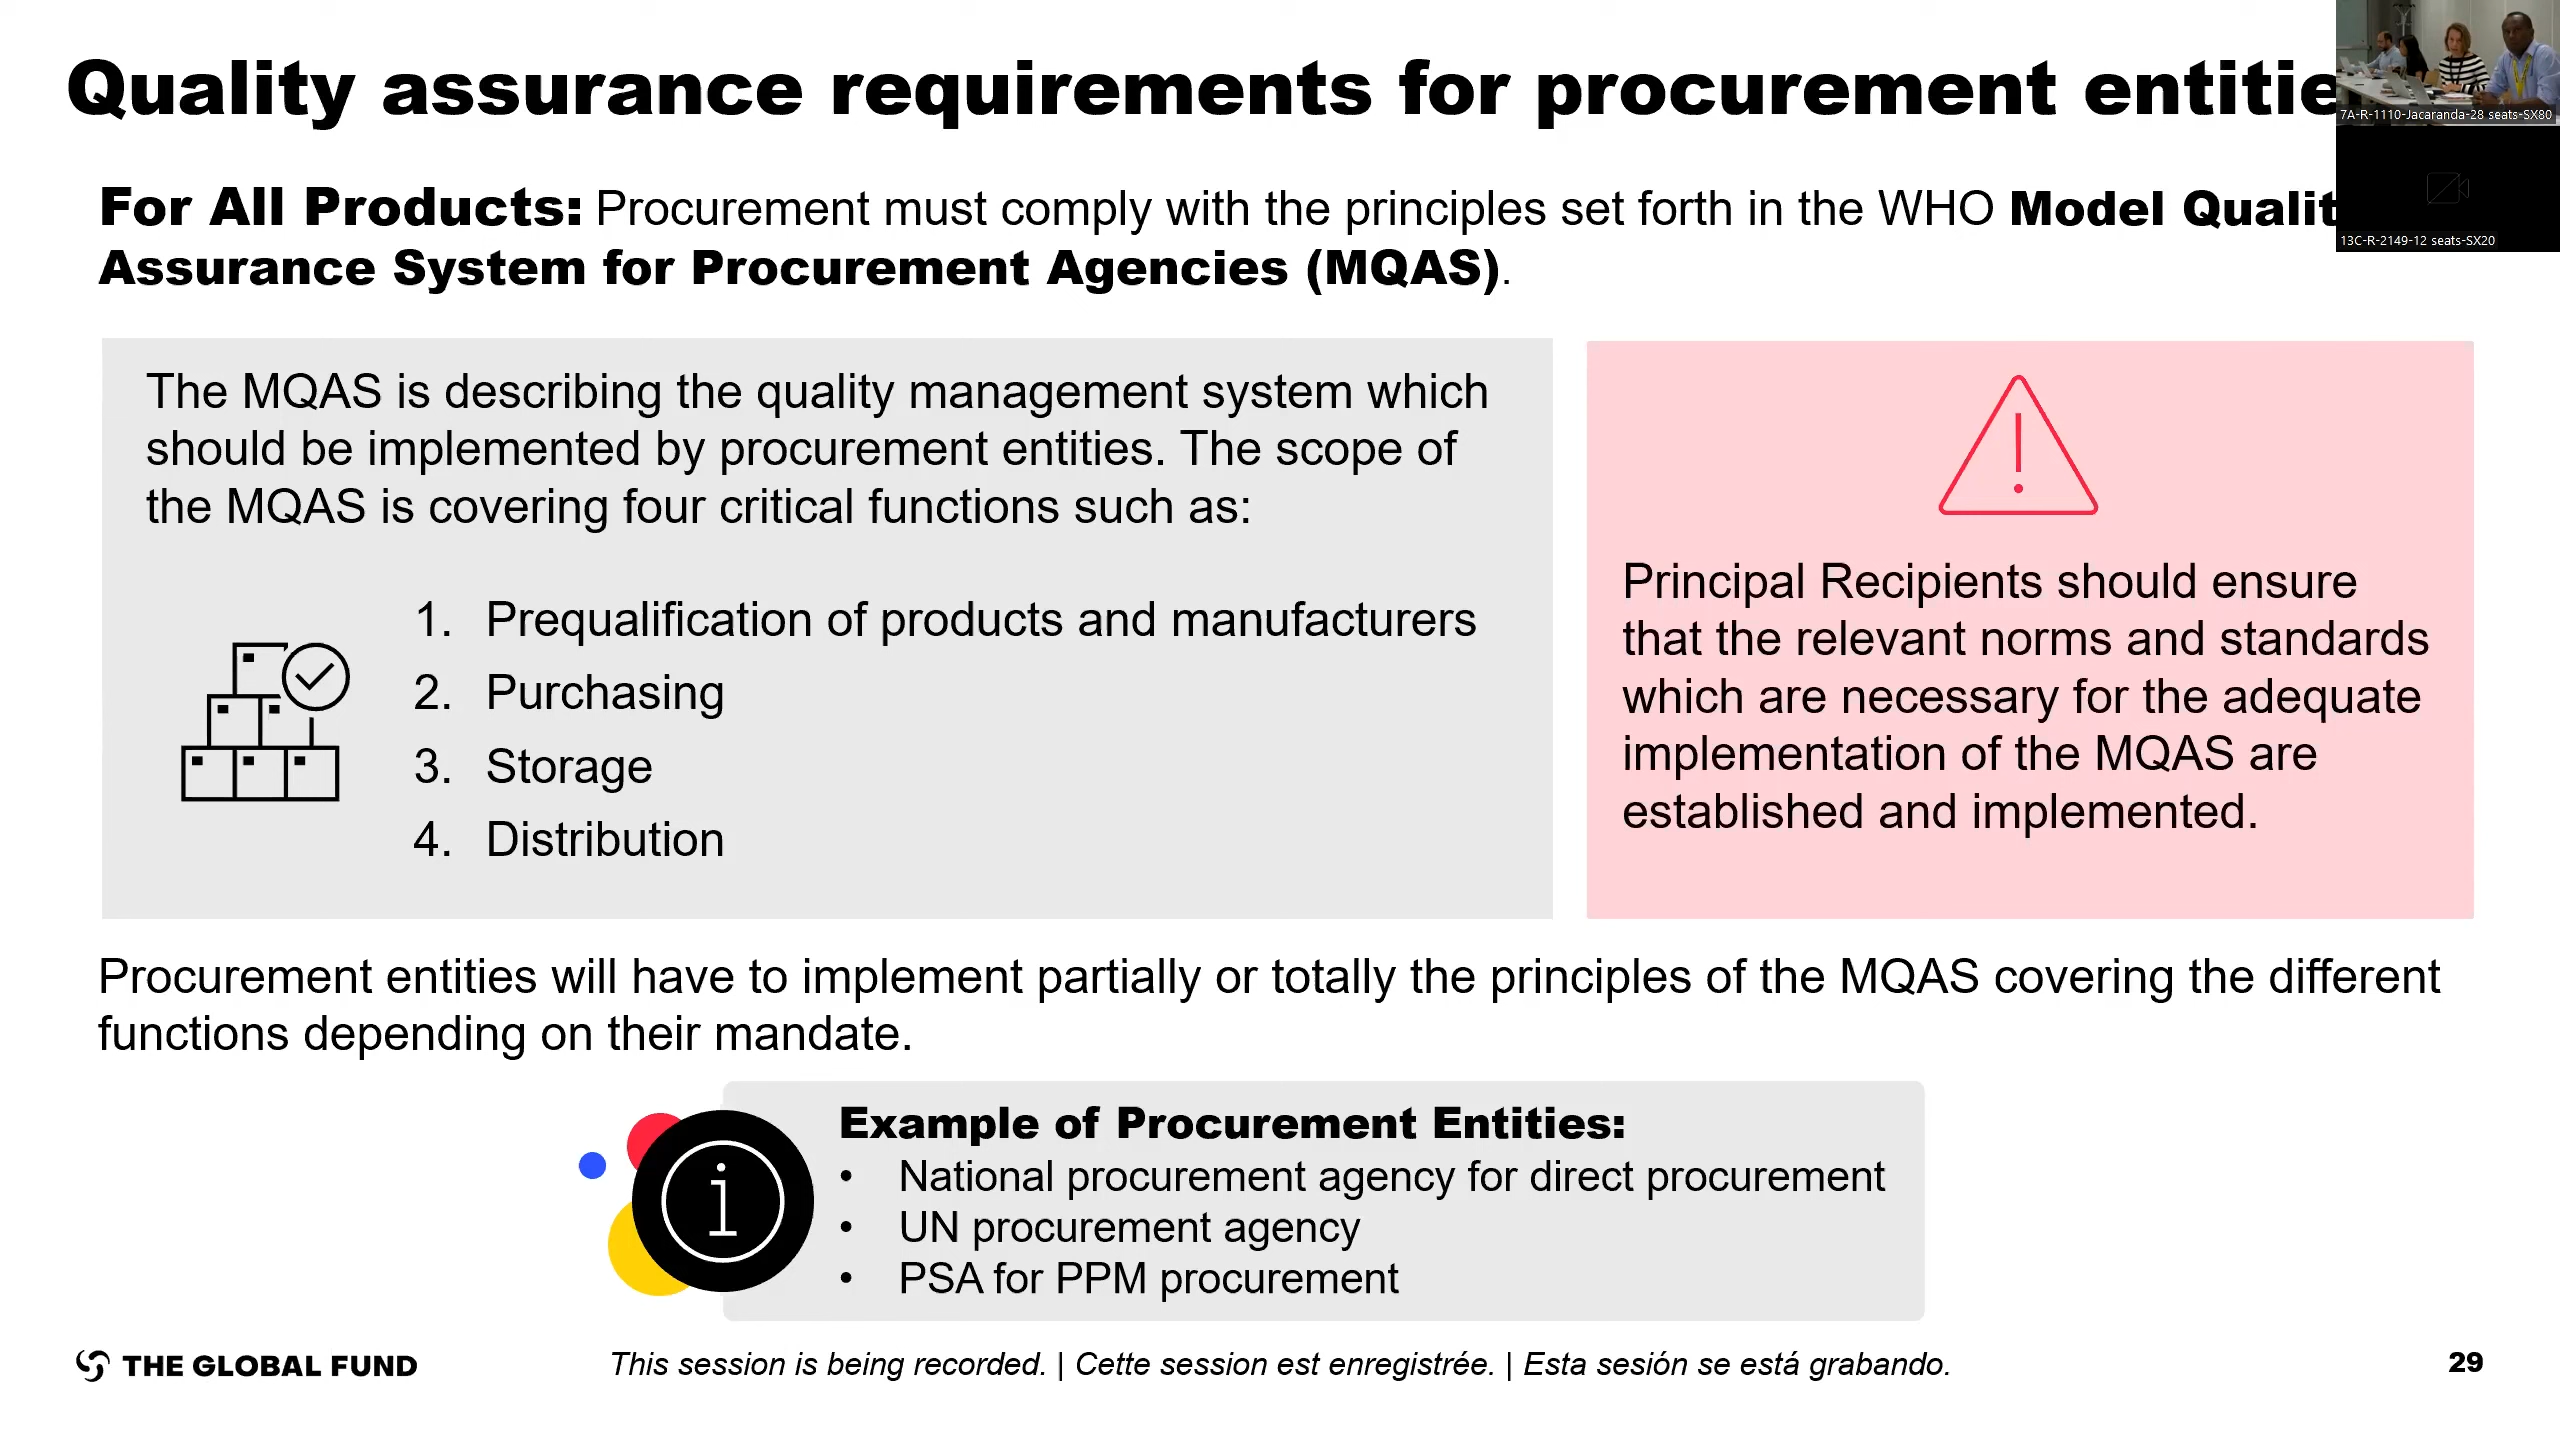 Quality assurance requirements for procurement entitie
7A-R-1110-Jacaranda-28 seats-SX80
13C-R-2149-12 seats-SX20
For All Products: Procurement must comply with the principles set forth in the WHO Model Qualit
Assurance System for Procurement Agencies (MQAS).
The MQAS is describing the quality management system which
should be implemented by procurement entities. The scope of
the MQAS is covering four critical functions such as:
1. Prequalification of products and manufacturers
2. Purchasing
3. Storage
4. Distribution
Principal Recipients should ensure
that the relevant norms and standards
which are necessary for the adequate
implementation of the MQAS are
established and implemented.
Procurement entities will have to implement partially or totally the principles of the MQAS covering the different
functions depending on their mandate.
i
Example of Procurement Entities:
• National procurement agency for direct procurement
• UN procurement agency
• PSA for PPM procurement
THE GLOBAL FUND
This session is being recorded. | Cette session est enregistrée. | Esta sesión se está grabando.
29